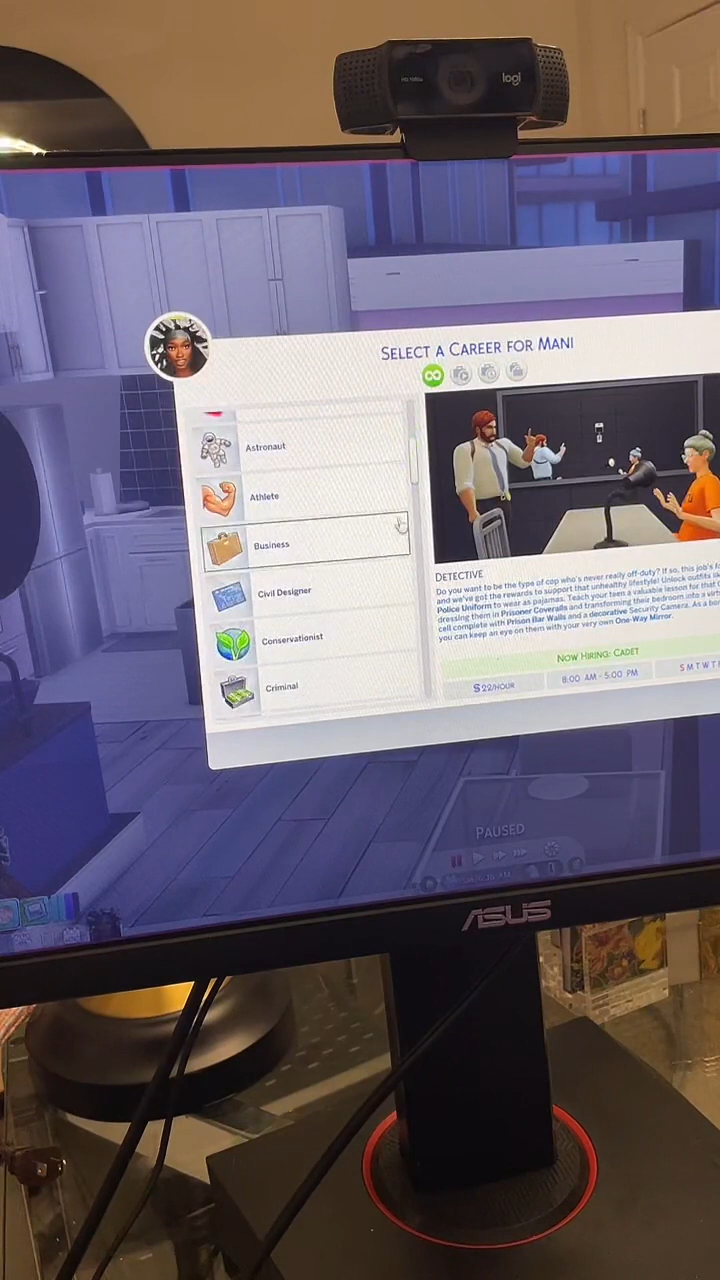 logi
SELECT A CAREER FOR MANI
Astronaut
Athlete
Business
Civil Designer
Conservationist
Criminal
DETECTIVE
Do you want to be the type of cop who's never really off-duty? If so, this job's
and we've got the rewards to support that unhealthy lifestyle! Unlock outfits
Police Uniform to wear as pajamas. Teach your teen a valuable lesson for that
dressing them in Prisoner Coveralls and transforming their bedroom into a
cell complete with Prison Bar Walls and a decorative Security Camera. As a
you can keep an eye on them with your very own One-Way Mirror.
NOW HIRING: CADET
$22/HOUR
8:00 AM - 5:00 PM
S M T W T
PAUSED
ASUS